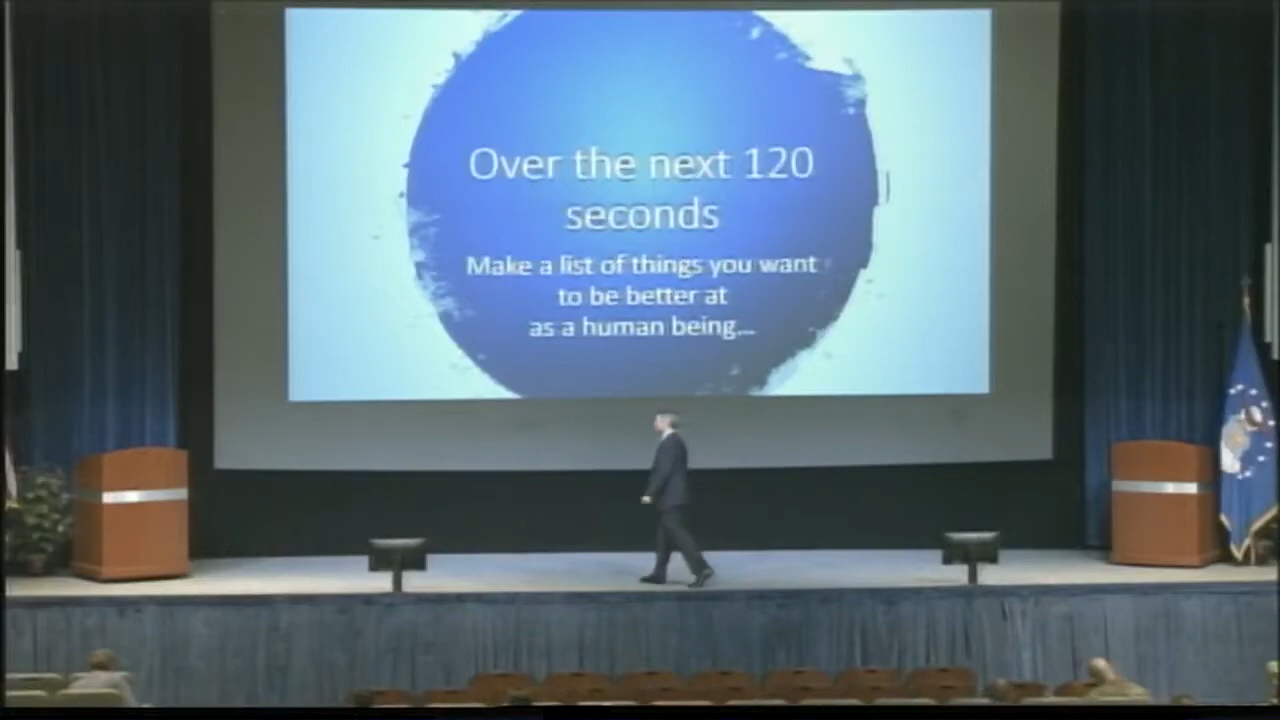 Over the next 120
seconds
Make a list of things you want
to be better at
as a human being...